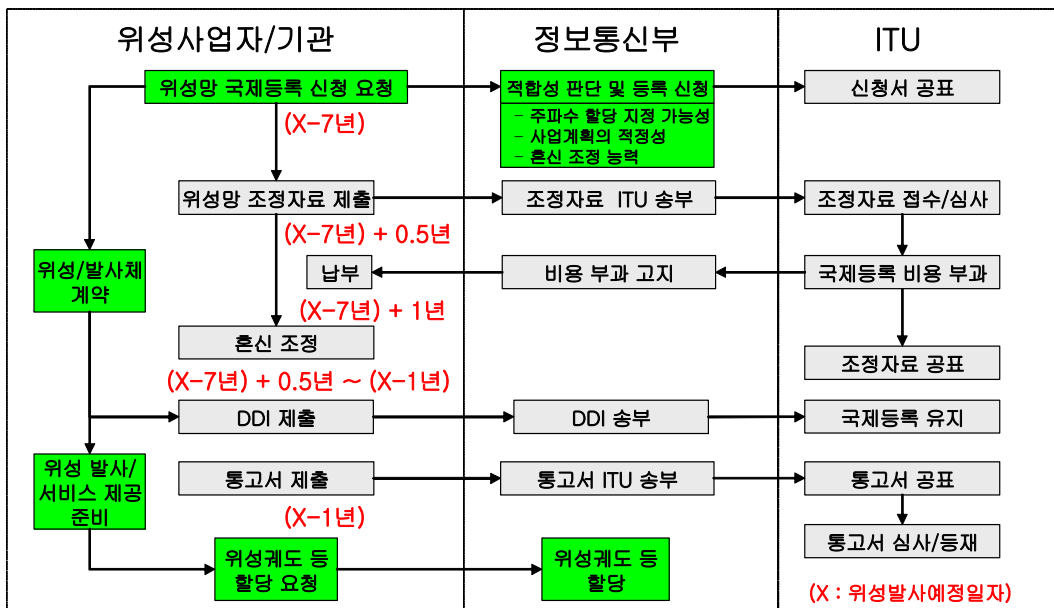 위성사업자/기관
정보통신부
ITU
위성망 국제등록 신청 요청
적합성 판단 및 등록 신청
- 주파수 할당 지정 가능성
- 사업계획의 적정성
- 혼신 조정 능력
신청서 공표
(X-7년)
위성망 조정자료 제출
조정자료 ITU 송부
조정자료 접수/심사
(X-7년) + 0.5년
위성/발사체
계약
납부
비용 부과 고지
국제등록 비용 부과
(X-7년) + 1년
혼신 조정
조정자료 공표
(X-7년) + 0.5년 ~ (X-1년)
DDI 제출
DDI 송부
국제등록 유지
위성 발사/
서비스 제공
준비
통고서 제출
통고서 ITU 송부
통고서 공표
(X-1년)
통고서 심사/등재
위성궤도 등
할당 요청
위성궤도 등
할당
(X : 위성발사예정일자)